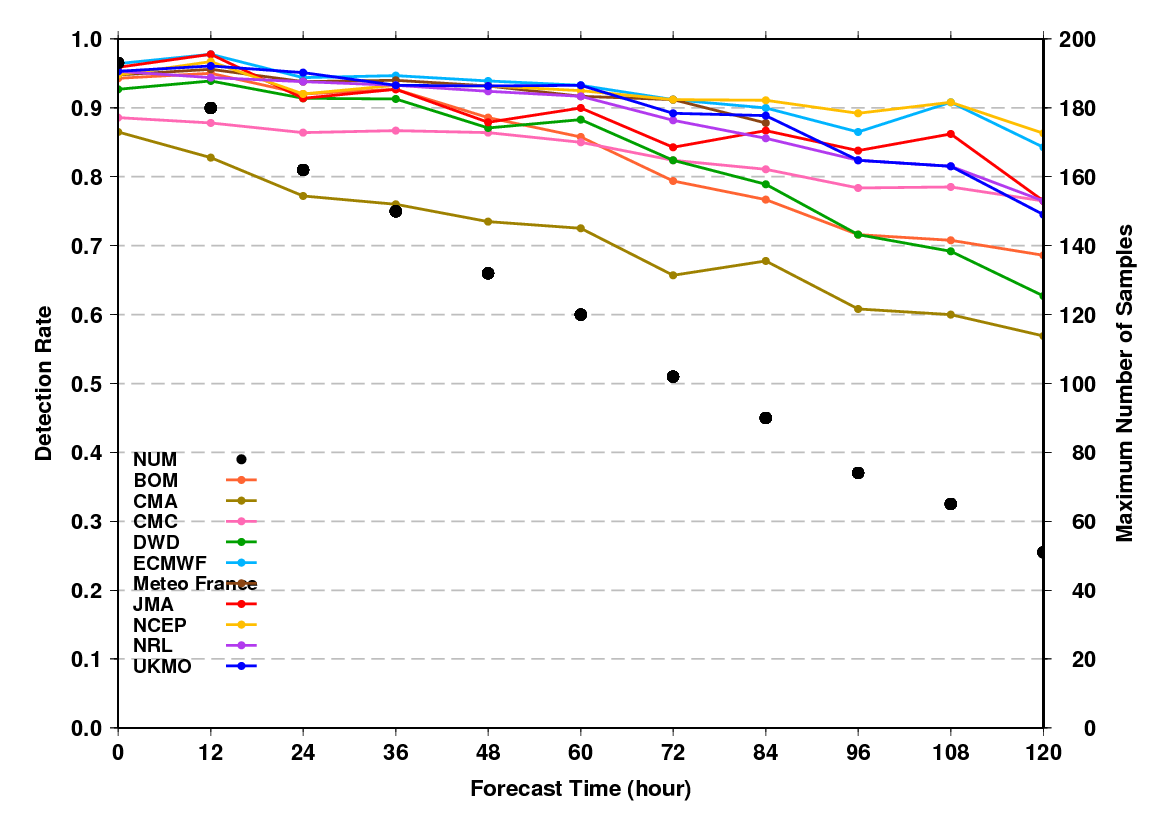 1.0
0.9
0.8
0.7
0.6
0.5
0.4
0.3
0.2
0.1
0.0
Detection Rate
200
180
160
140
120
100
80
60
40
20
0
Maximum Number of Samples
NUM
BOM
CMA
CMC
DWD
ECMWF
Meteo France
JMA
NCEP
NRL
UKMO
0 12 24 36 48 60 72 84 96 108 120
Forecast Time (hour)